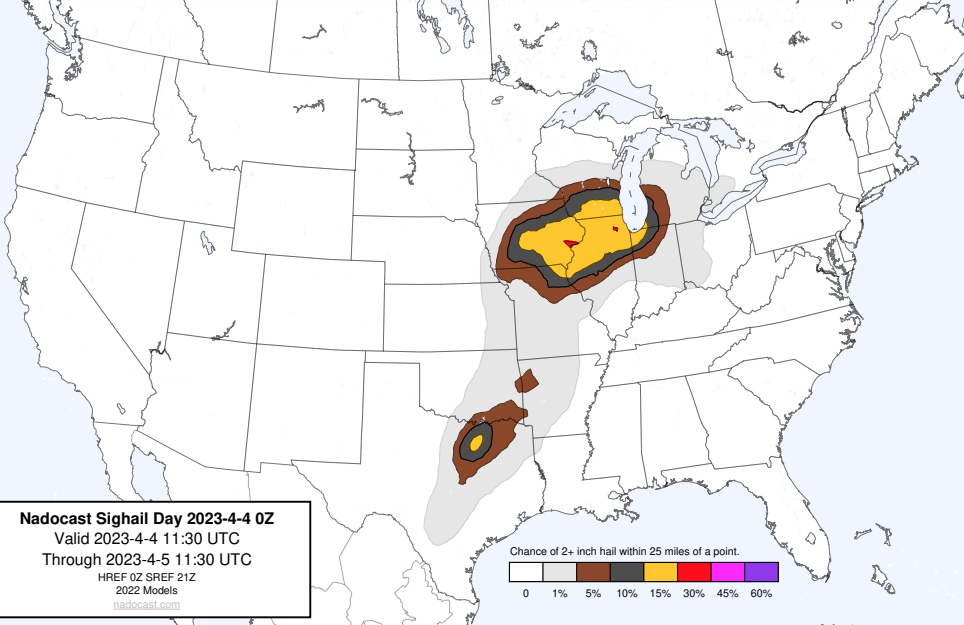 Nadocast Sighail Day 2023-4-4 0Z
Valid 2023-4-4 11:30 UTC
Through 2023-4-5 11:30 UTC
HREF 0Z SREF 21Z
2022 Models
nadocast.com
Chance of 2+ inch hail within 25 miles of a point.
0 1% 5% 10% 15% 30% 45% 60%